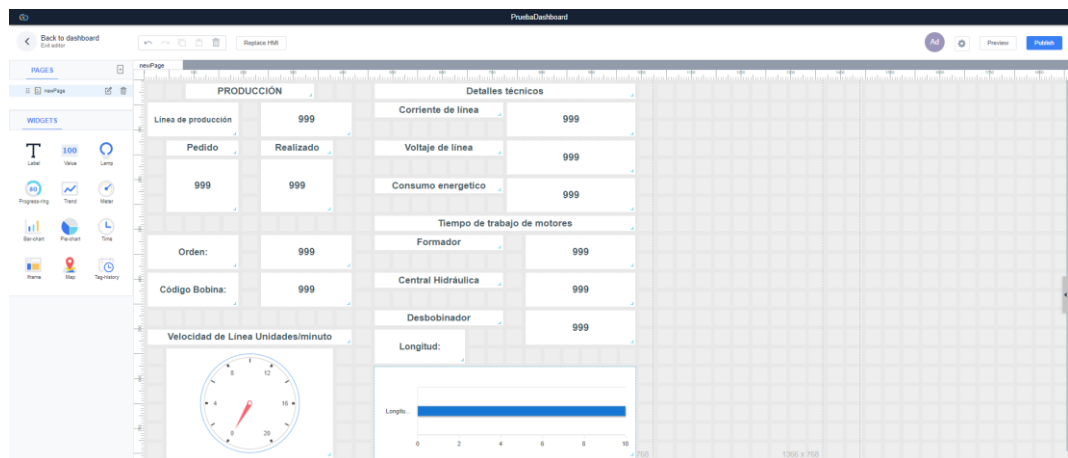 PruebaDashboard
Back to dashboard
Exit editor
Replace HMI
Ad
Preview
Publish
PAGES
newPage
newPage
WIDGETS
Label
100
Value
Lamp
60
Progress-ring
Trend
Meter
Bar-chart
Pie-chart
Time
Iframe
Map
Tag-history
PRODUCCIÓN
Línea de producción
999
Pedido
Realizado
999
999
Orden:
999
Código Bobina:
999
Velocidad de Línea Unidades/minuto
0
4
8
12
16
20
Detalles técnicos
Corriente de línea
999
Voltaje de línea
999
Consumo energetico
999
Tiempo de trabajo de motores
Formador
999
Central Hidráulica
999
Desbobinador
999
Longitud:
Longitu...
0 2 4 6 8 10
768
1366 x 768